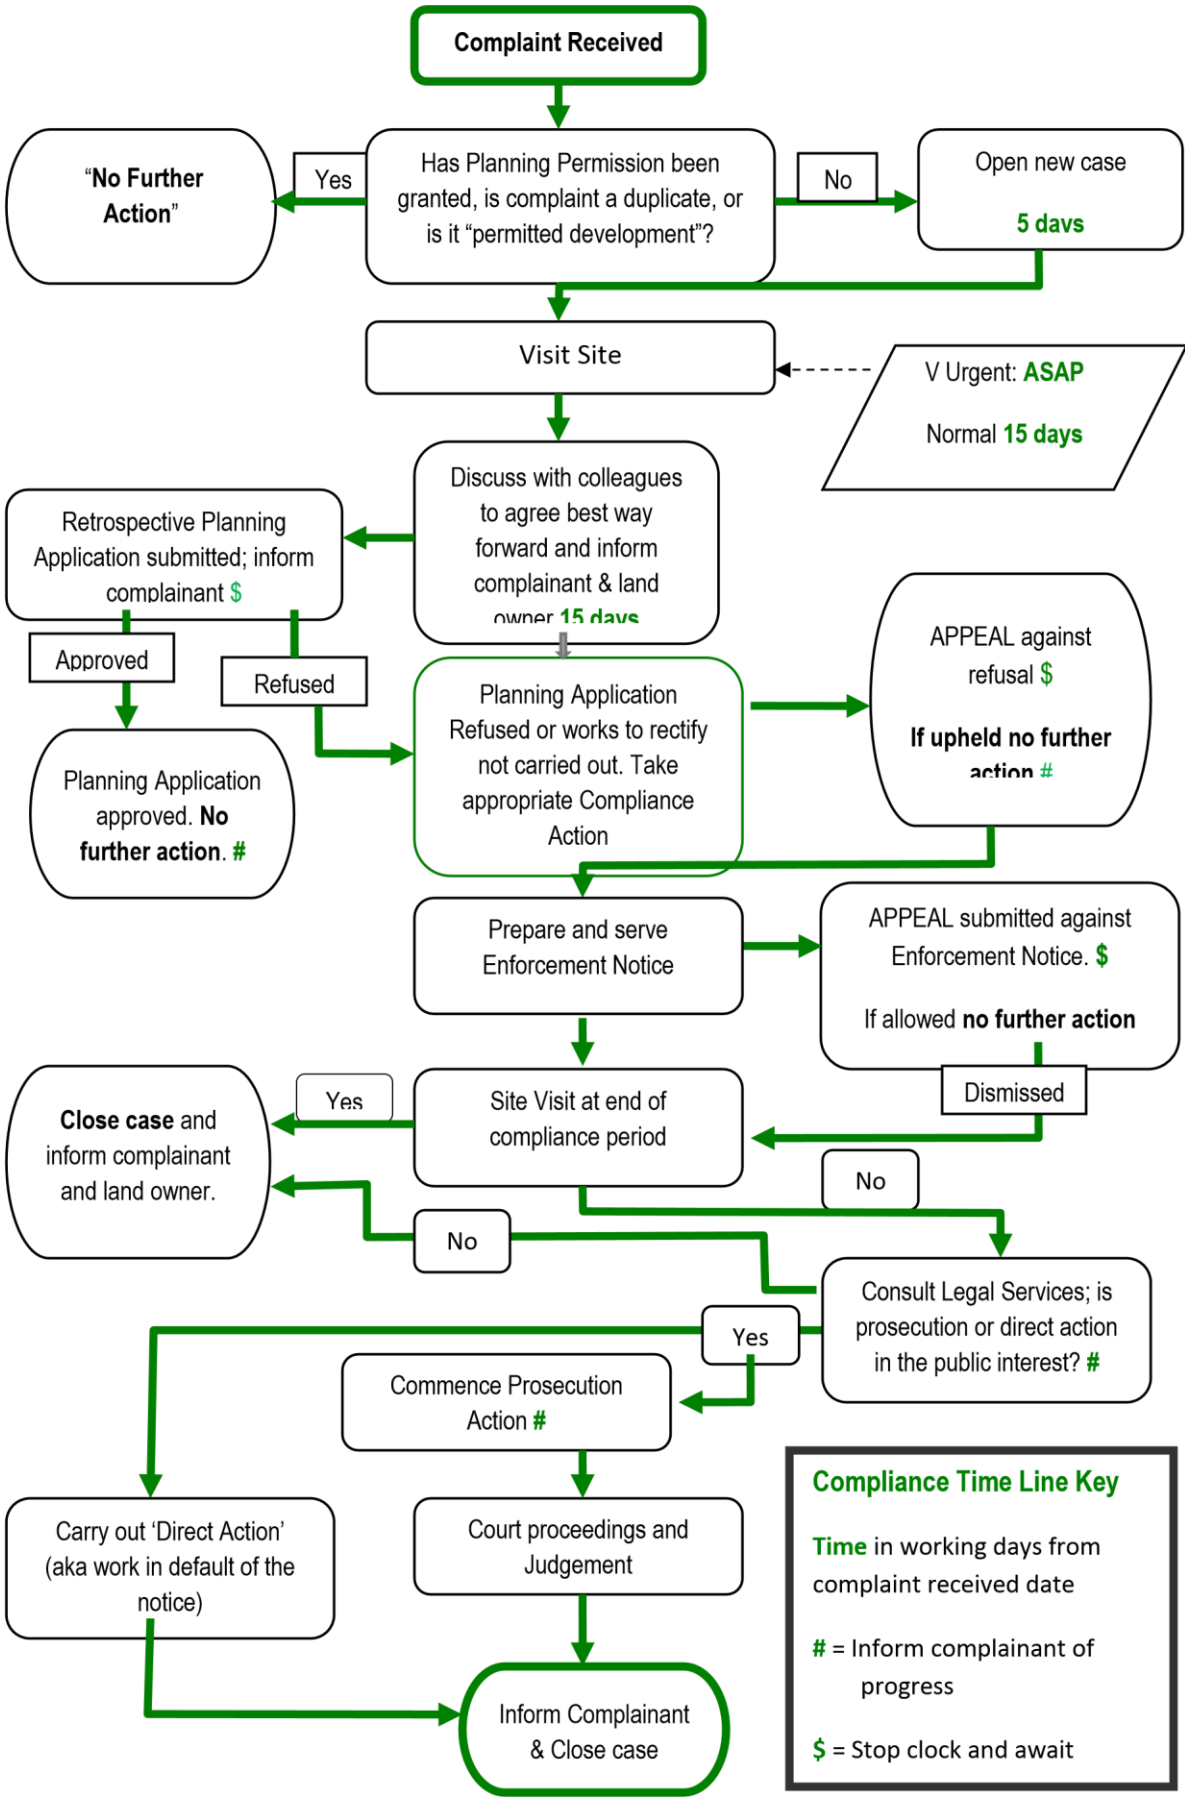 Complaint Received
“No Further
Action”
Yes
Has Planning Permission been
granted, is complaint a duplicate, or
is it “permitted development”?
No
Open new case
5 days
Visit Site
V Urgent: ASAP
Normal 15 days
Discuss with colleagues
to agree best way
forward and inform
complainant & land
owner 15 days
Retrospective Planning
Application submitted; inform
complainant $
Approved
Refused
Planning Application
approved. No
further action. #
Planning Application
Refused or works to rectify
not carried out. Take
appropriate Compliance
Action
APPEAL against
refusal $
If upheld no further
action #
Prepare and serve
Enforcement Notice
APPEAL submitted against
Enforcement Notice. $
If allowed no further action
Dismissed
Site Visit at end of
compliance period
Yes
Close case and
inform complainant
and land owner.
No
No
Consult Legal Services; is
prosecution or direct action
in the public interest? #
Yes
Commence Prosecution
Action #
Carry out ‘Direct Action’
(aka work in default of the
notice)
Court proceedings and
Judgement
Inform Complainant
& Close case
Compliance Time Line Key
Time in working days from
complaint received date
# = Inform complainant of
progress
$ = Stop clock and await